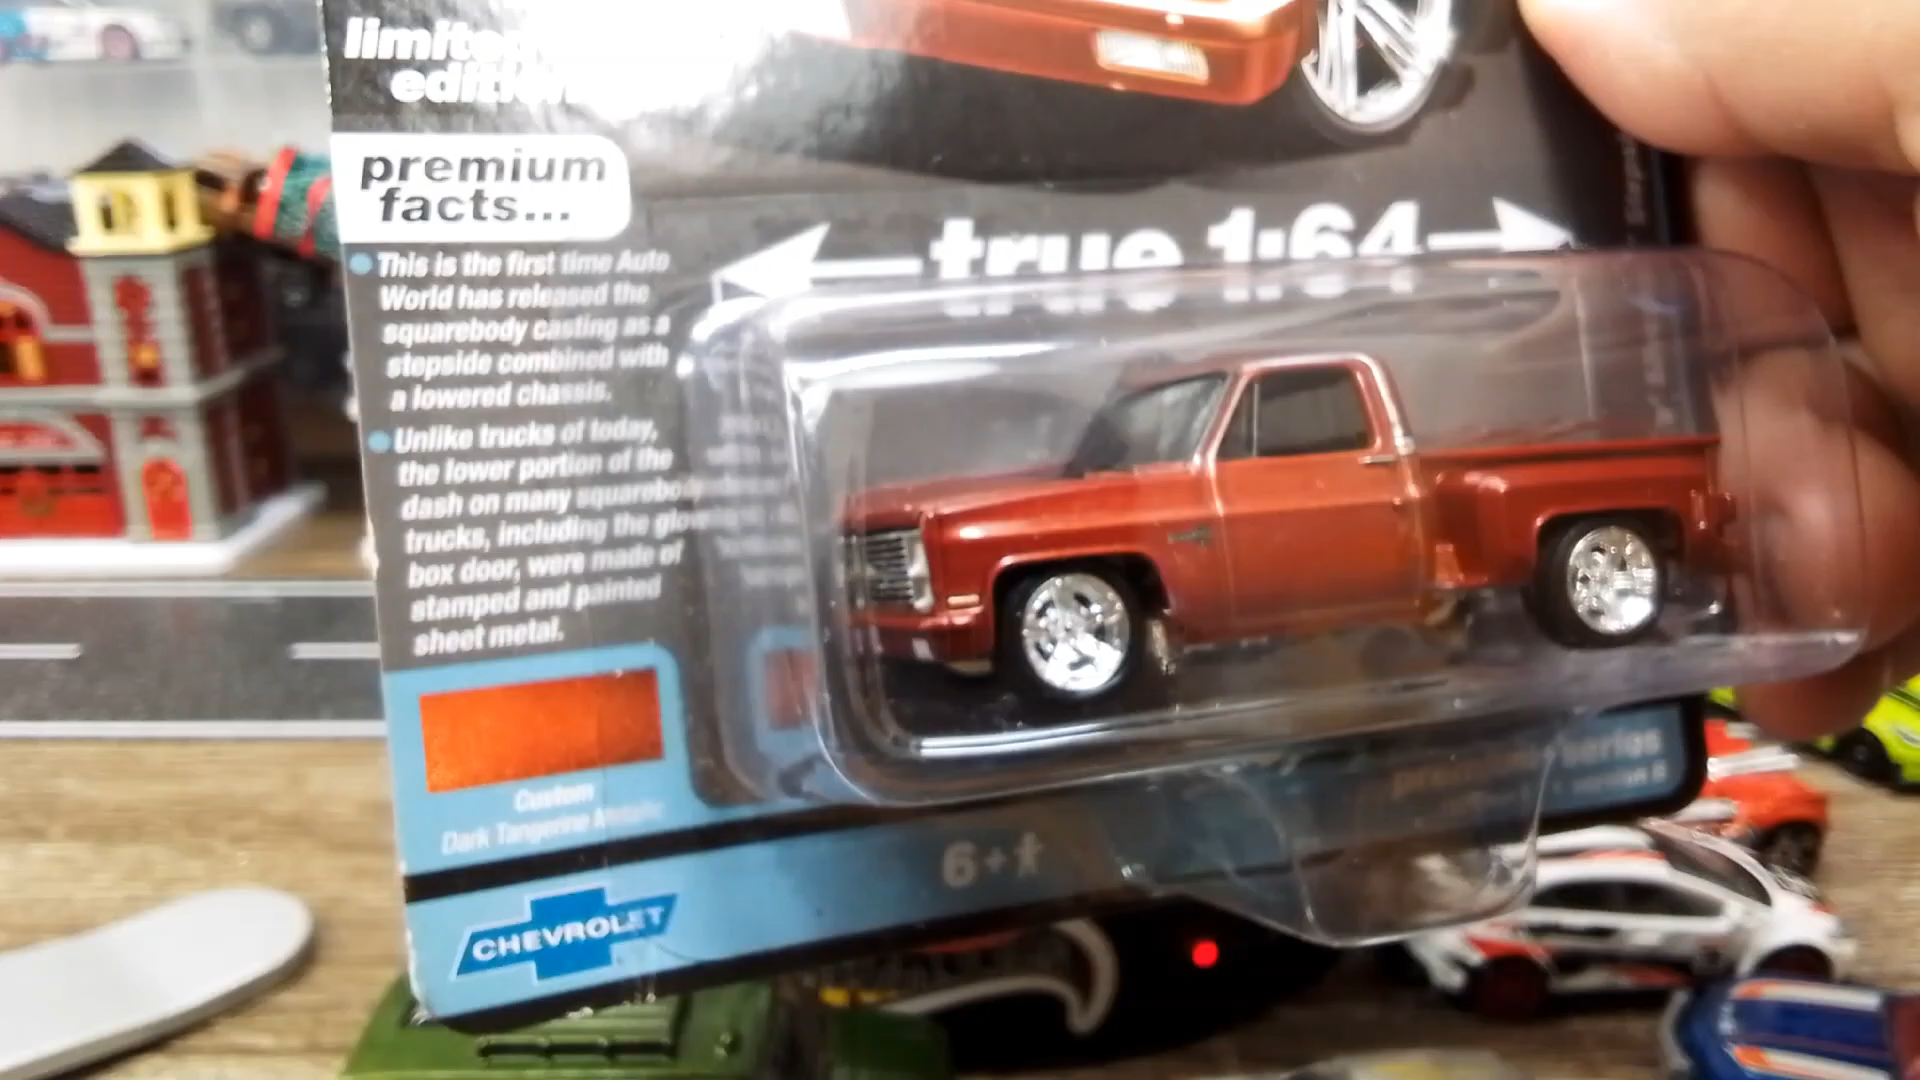 limited
edition
premium
facts...
true 1:64
This is the first time Auto
World has released the
squarebody casting as a
stepside combined with
a lowered chassis.
Unlike trucks of today,
the lower portion of the
dash on many squarebody
trucks, including the glove
box door, were made of
stamped and painted
sheet metal.
Custom
Dark Tangerine Metallic
series
version B
6+
CHEVROLET